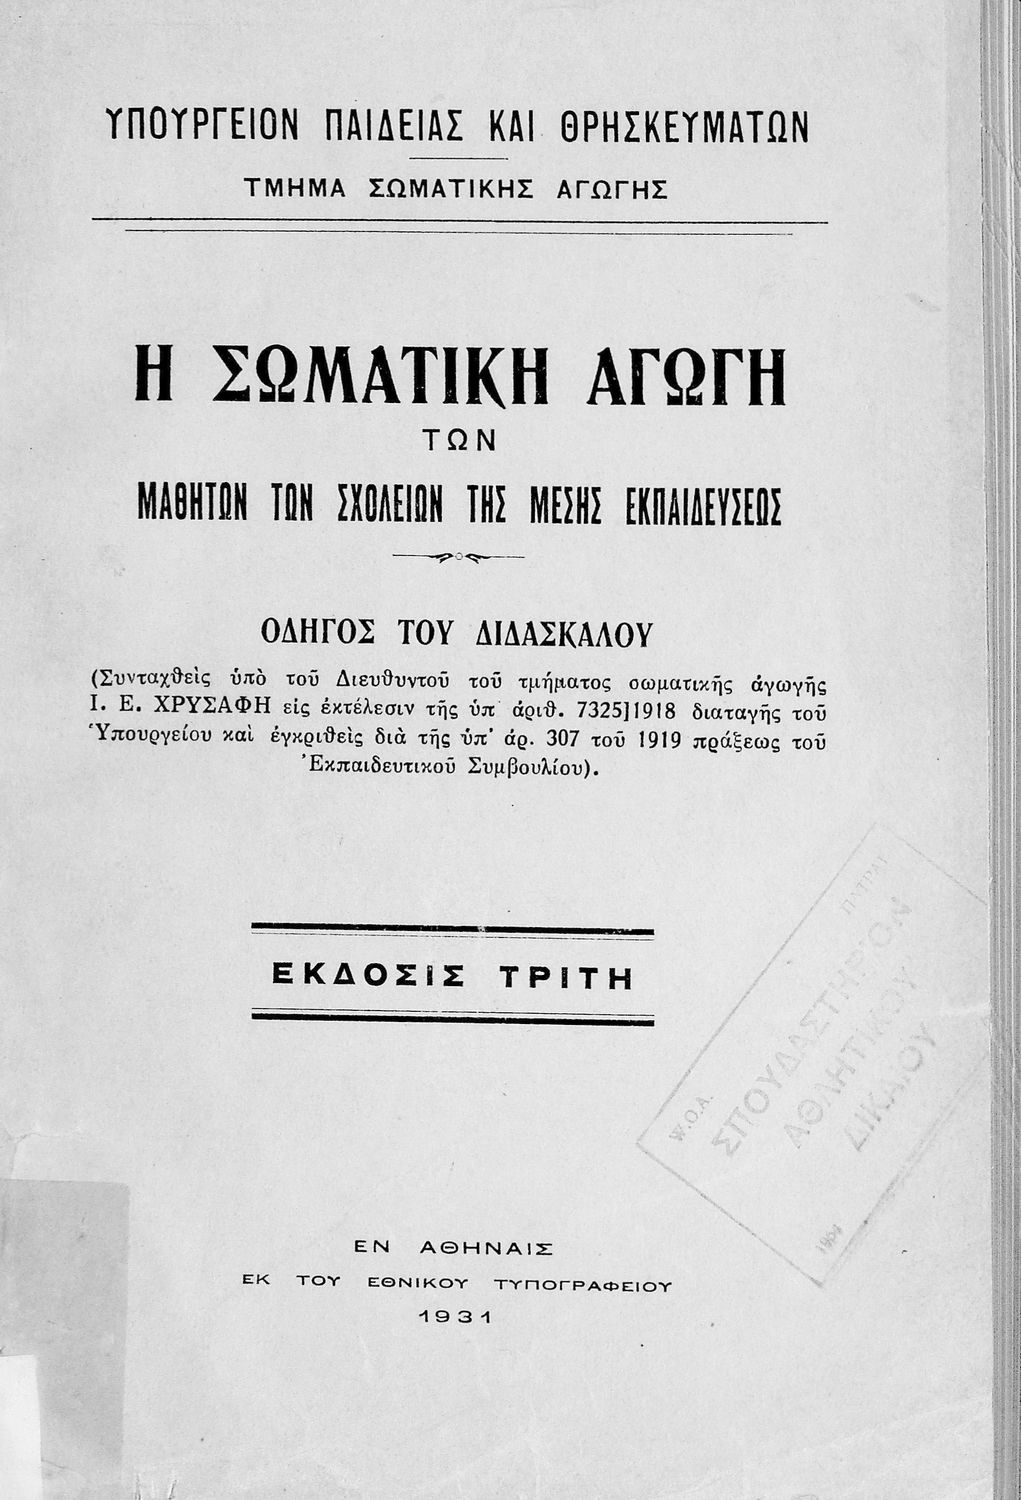 ΥΠΟΥΡΓΕΙΟΝ ΠΑΙΔΕΙΑΣ ΚΑΙ ΘΡΗΣΚΕΥΜΑΤΩΝ
ΤΜΗΜΑ ΣΩΜΑΤΙΚΗΣ ΑΓΩΓΗΣ
Η ΣΩΜΑΤΙΚΗ ΑΓΩΓΗ
ΤΩΝ
ΜΑΘΗΤΩΝ ΤΩΝ ΣΧΟΛΕΙΩΝ ΤΗΣ ΜΕΣΗΣ ΕΚΠΑΙΔΕΥΣΕΩΣ
ΟΔΗΓΟΣ ΤΟΥ ΔΙΔΑΣΚΑΛΟΥ
(Συνταχθεὶς ὑπὸ τοῦ Διευθυντοῦ τοῦ τμήματος σωματικῆς ἀγωγῆς
Ι. Ε. ΧΡΥΣΑΦΗ εἰς ἐκτέλεσιν τῆς ὑπ' ἀριθ. 7325]1918 διαταγῆς τοῦ
Ὑπουργείου καὶ ἐγκριθεὶς διὰ τῆς ὑπ' ἀρ. 307 τοῦ 1919 πράξεως τοῦ
Ἐκπαιδευτικοῦ Συμβουλίου).
ΕΚΔΟΣΙΣ ΤΡΙΤΗ
W.O.A. ΠΑΤΡΑΙ
ΣΠΟΥΔΑΣΤΗΡΙΟΝ
ΑΘΛΗΤΙΚΟΥ
ΔΙΚΑΙΟΥ
ΕΝ ΑΘΗΝΑΙΣ
ΕΚ ΤΟΥ ΕΘΝΙΚΟΥ ΤΥΠΟΓΡΑΦΕΙΟΥ
1931